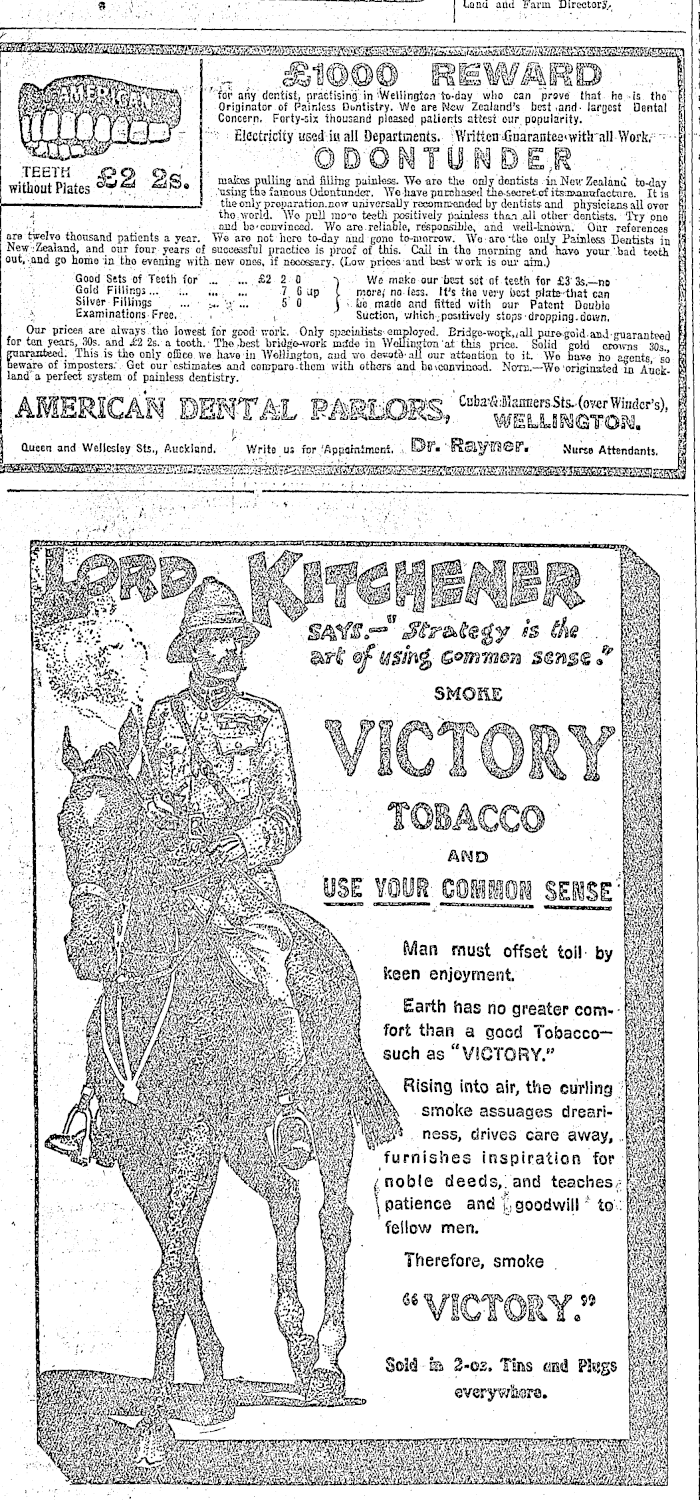 Land and Farm Directory.
AMERICAN
TEETH
without Plates £2 2s.
£1000 REWARD
for any dentist, practising in Wellington to-day who can prove that he is the
Originator of Painless Dentistry. We are New Zealand's best and largest Dental
Concern. Forty-six thousand pleased patients attest our popularity.
Electricity used in all Departments. Written Guarantee with all Work.
ODONTUNDER
makes pulling and filling painless. We are the only dentists in New Zealand to-day
using the famous Odontunder. We have purchased the secret of its manufacture. It is
the only preparation now universally recommended by dentists and physicians all over
the world. We pull more teeth positively painless than all other dentists. Try one
and be convinced. We are reliable, responsible, and well-known. Our references
are twelve thousand patients a year. We are not here to-day and gone to-morrow. We are the only Painless Dentists in
New Zealand, and our four years of successful practice is proof of this. Call in the morning and have your bad teeth
out, and go home in the evening with new ones, if necessary. (Low prices and best work is our aim.)
Good Sets of Teeth for ... ... £2 2 0
Gold Fillings ... ... ... 7 6 up
Silver Fillings ... ... ... 5 0
Examinations Free.
We make our best set of teeth for £3 3s.—no
more, no less. It's the very best plate that can
be made and fitted with our Patent Double
Suction, which positively stops dropping down.
Our prices are always the lowest for good work. Only specialists employed. Bridge-work, all pure gold and guaranteed
for ten years, 30s. and £2 2s. a tooth. The best bridge-work made in Wellington at this price. Solid gold crowns 30s.,
guaranteed. This is the only office we have in Wellington, and we devote all our attention to it. We have no agents, so
beware of imposters. Get our estimates and compare them with others and be convinced. NOTE.—We originated in Auck-
land a perfect system of painless dentistry.
AMERICAN DENTAL PARLORS, Cuba & Manners Sts. (over Winder's),
WELLINGTON.
Queen and Wellesley Sts., Auckland. Write us for Appointment. Dr. Rayner. Nurse Attendants.
LORD KITCHENER
SAYS.—"Strategy is the
art of using common sense."
SMOKE
VICTORY
TOBACCO
AND
USE YOUR COMMON SENSE
Man must offset toil by
keen enjoyment.
Earth has no greater com-
fort than a good Tobacco—
such as "VICTORY."
Rising into air, the curling
smoke assuages dreari-
ness, drives care away,
furnishes inspiration for
noble deeds, and teaches
patience and goodwill to
fellow men.
Therefore, smoke
"VICTORY."
Sold in 2-oz. Tins and Plugs
everywhere.